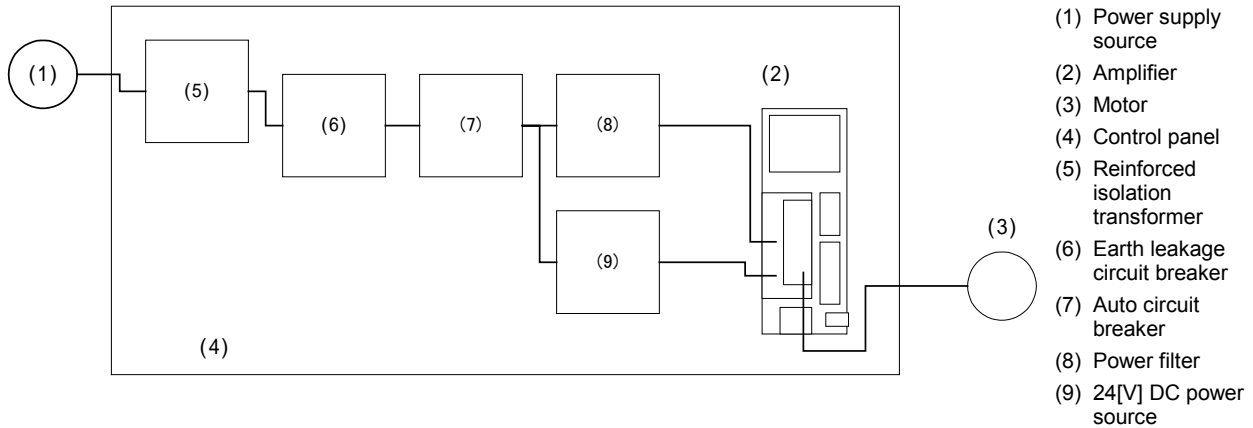 (1)
(5)
(6)
(7)
(8)
(2)
(9)
(3)
(4)
(1) Power supply
source
(2) Amplifier
(3) Motor
(4) Control panel
(5) Reinforced
isolation
transformer
(6) Earth leakage
circuit breaker
(7) Auto circuit
breaker
(8) Power filter
(9) 24[V] DC power
source